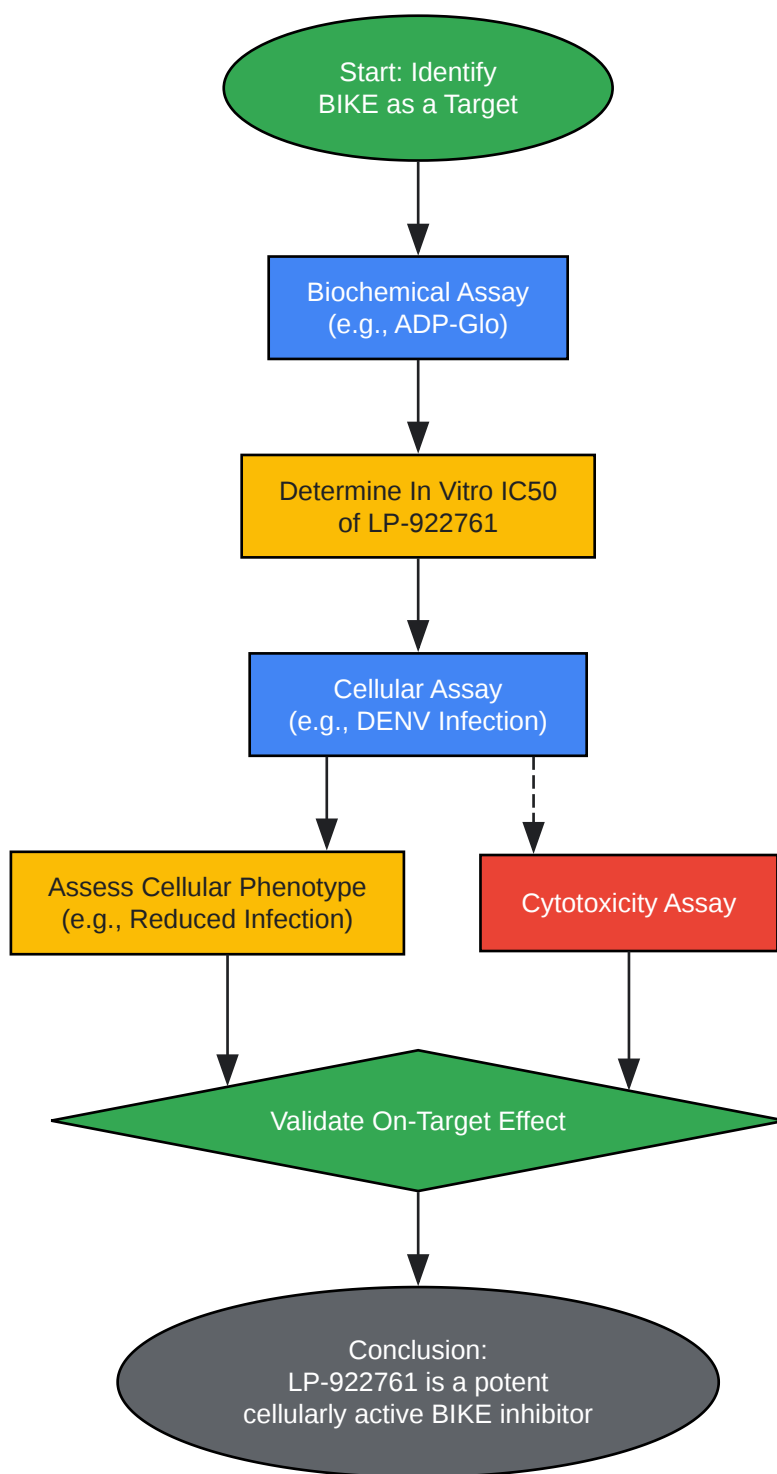 Start: Identify
BIKE as a Target
Biochemical Assay
(e.g., ADP-Glo)
Determine In Vitro IC50
of LP-922761
Cellular Assay
(e.g., DENV Infection)
Assess Cellular Phenotype
(e.g., Reduced Infection)
Cytotoxicity Assay
Validate On-Target Effect
Conclusion:
LP-922761 is a potent
cellularly active BIKE inhibitor